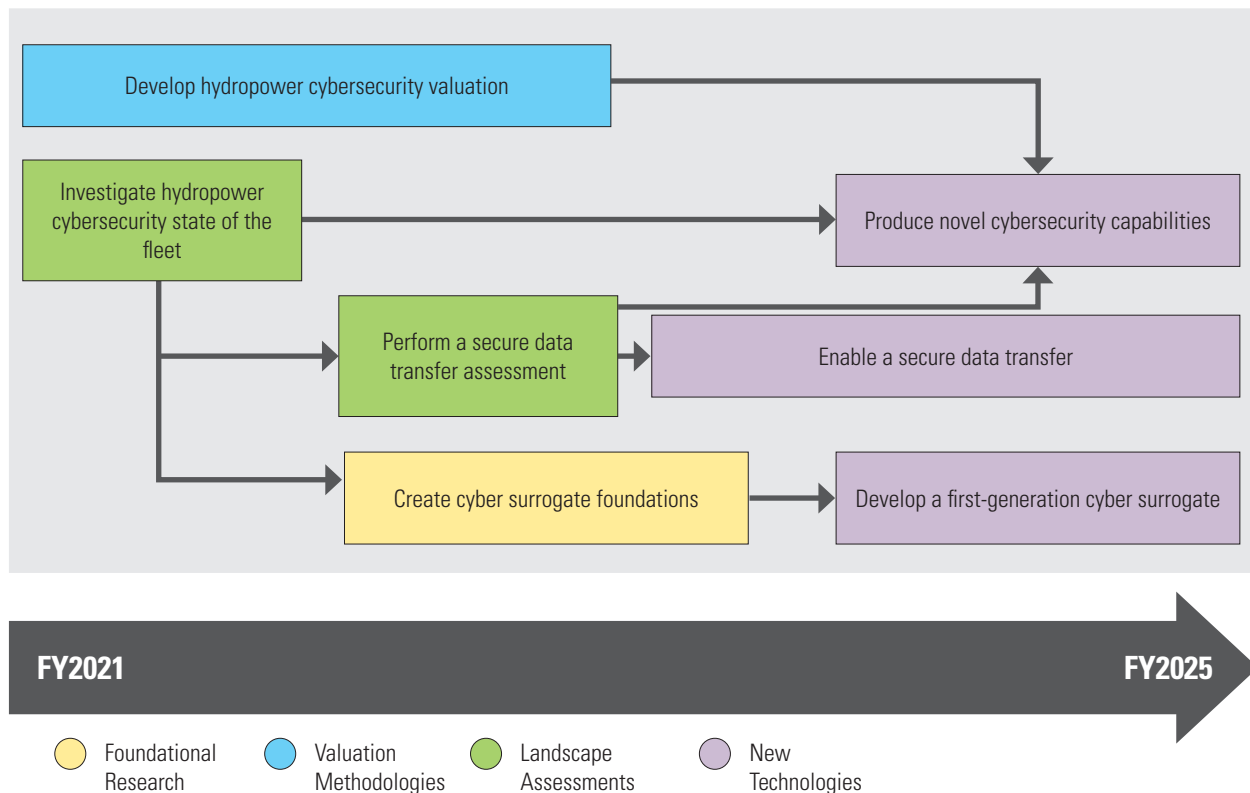 Develop hydropower cybersecurity valuation
Investigate hydropower
cybersecurity state of the
fleet
Produce novel cybersecurity capabilities
Perform a secure data
transfer assessment
Enable a secure data transfer
Create cyber surrogate foundations
Develop a first-generation cyber surrogate
FY2021
FY2025
Foundational
Research
Valuation
Methodologies
Landscape
Assessments
New
Technologies